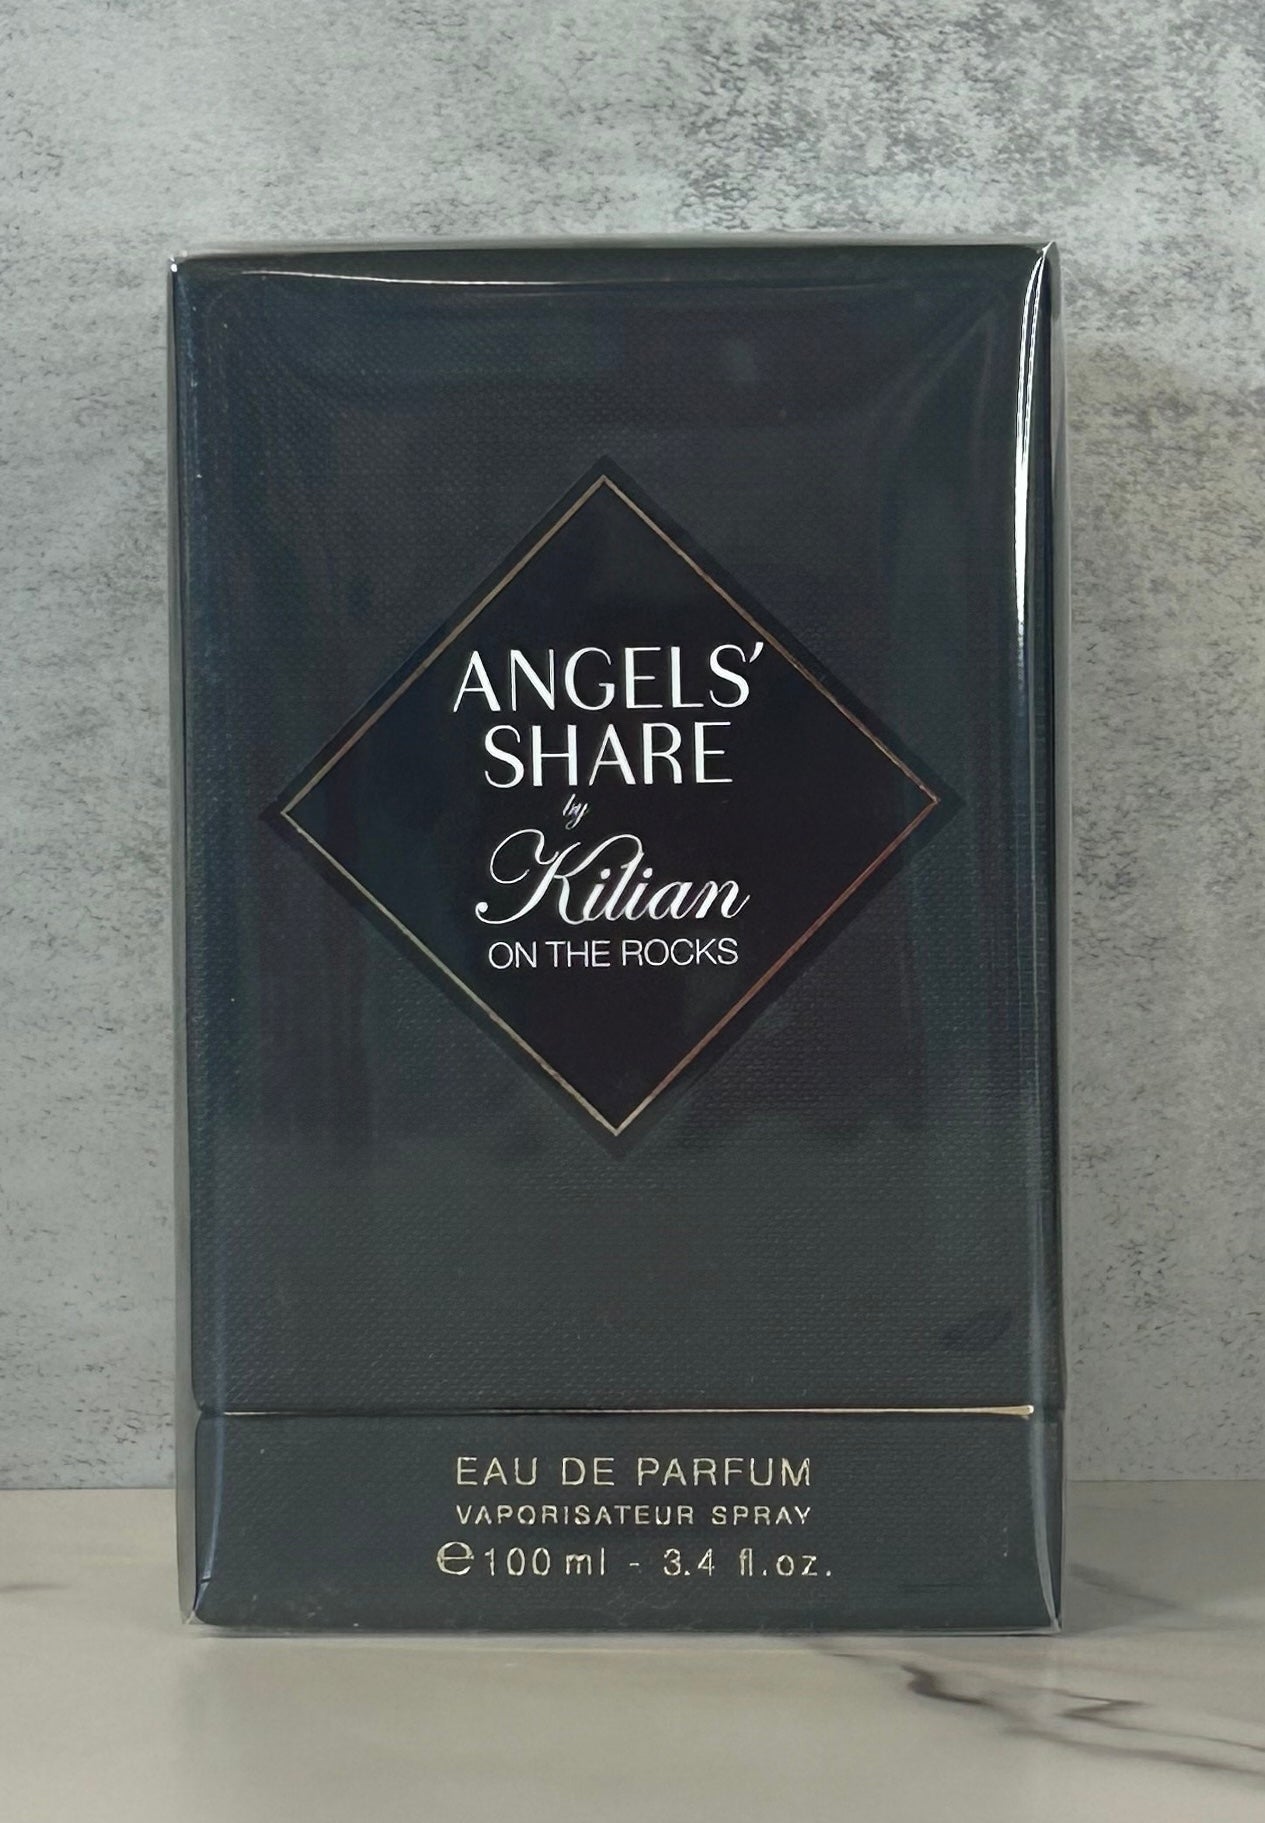 ANGELS'
SHARE
by
Kilian
ON THE ROCKS
EAU DE PARFUM
VAPORISATEUR SPRAY
℮100 ml - 3.4 fl.oz.